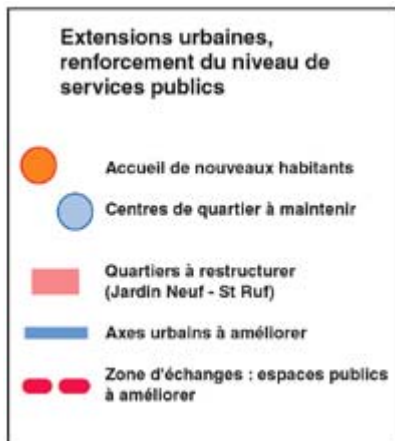 Extensions urbaines,
renforcement du niveau de
services publics
Accueil de nouveaux habitants
Centres de quartier à maintenir
Quartiers à restructurer
(Jardin Neuf - St Ruf)
Axes urbains à améliorer
Zone d'échanges : espaces publics
à améliorer